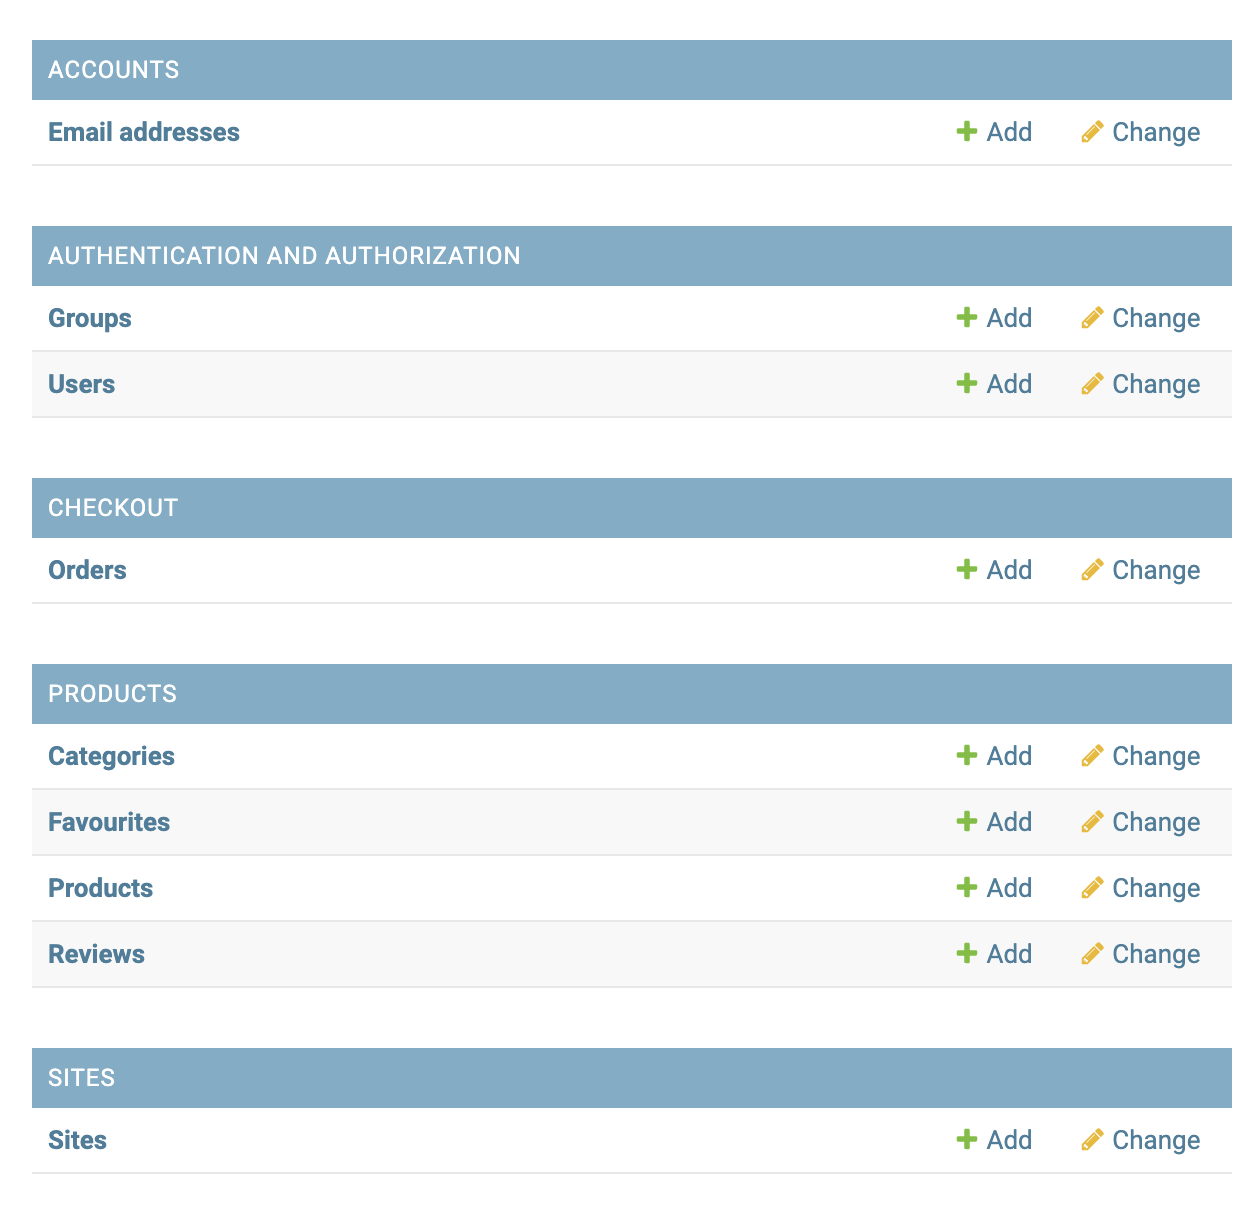 ACCOUNTS
Email addresses Add Change
AUTHENTICATION AND AUTHORIZATION
Groups Add Change
Users Add Change
CHECKOUT
Orders Add Change
PRODUCTS
Categories Add Change
Favourites Add Change
Products Add Change
Reviews Add Change
SITES
Sites Add Change